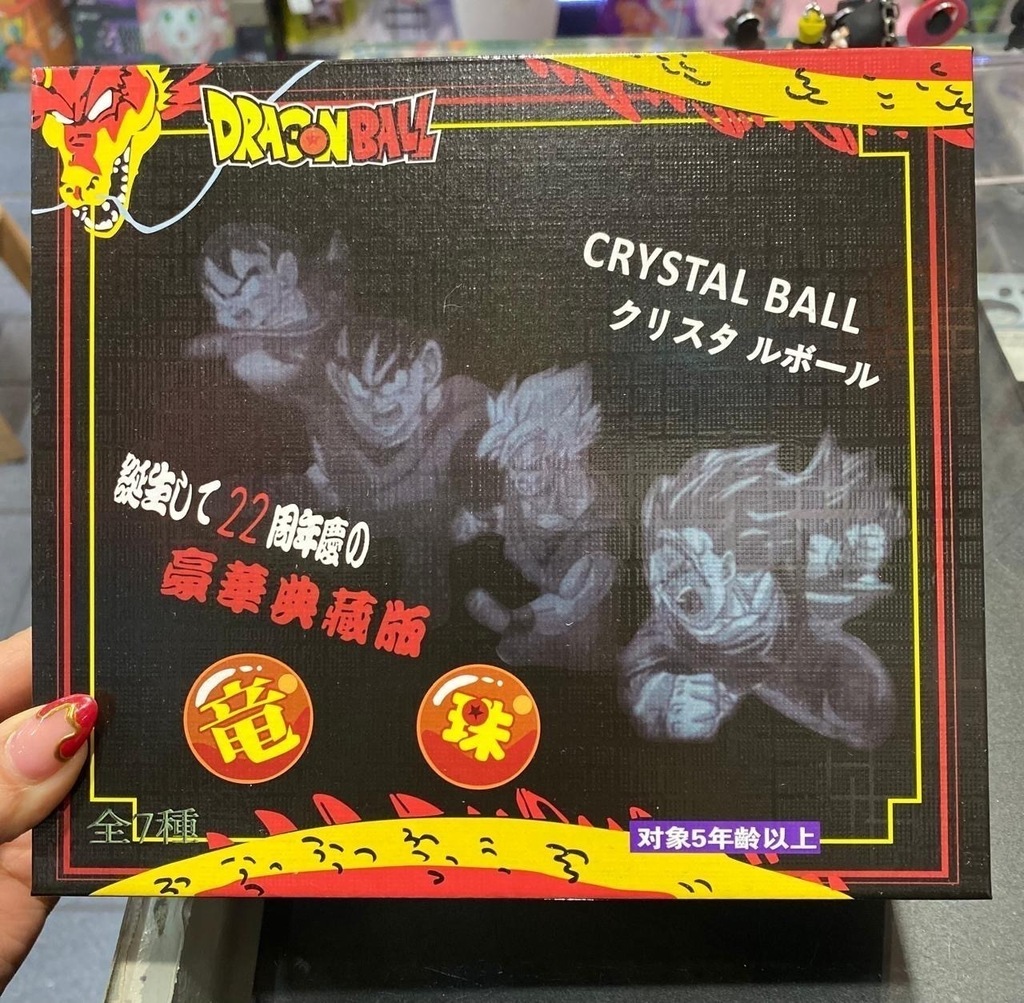 DRAGONBALL
CRYSTAL BALL
クリスタ ルボール
誕生して22周年慶の
豪華典藏版
竜 珠
全7種
对象5年齢以上